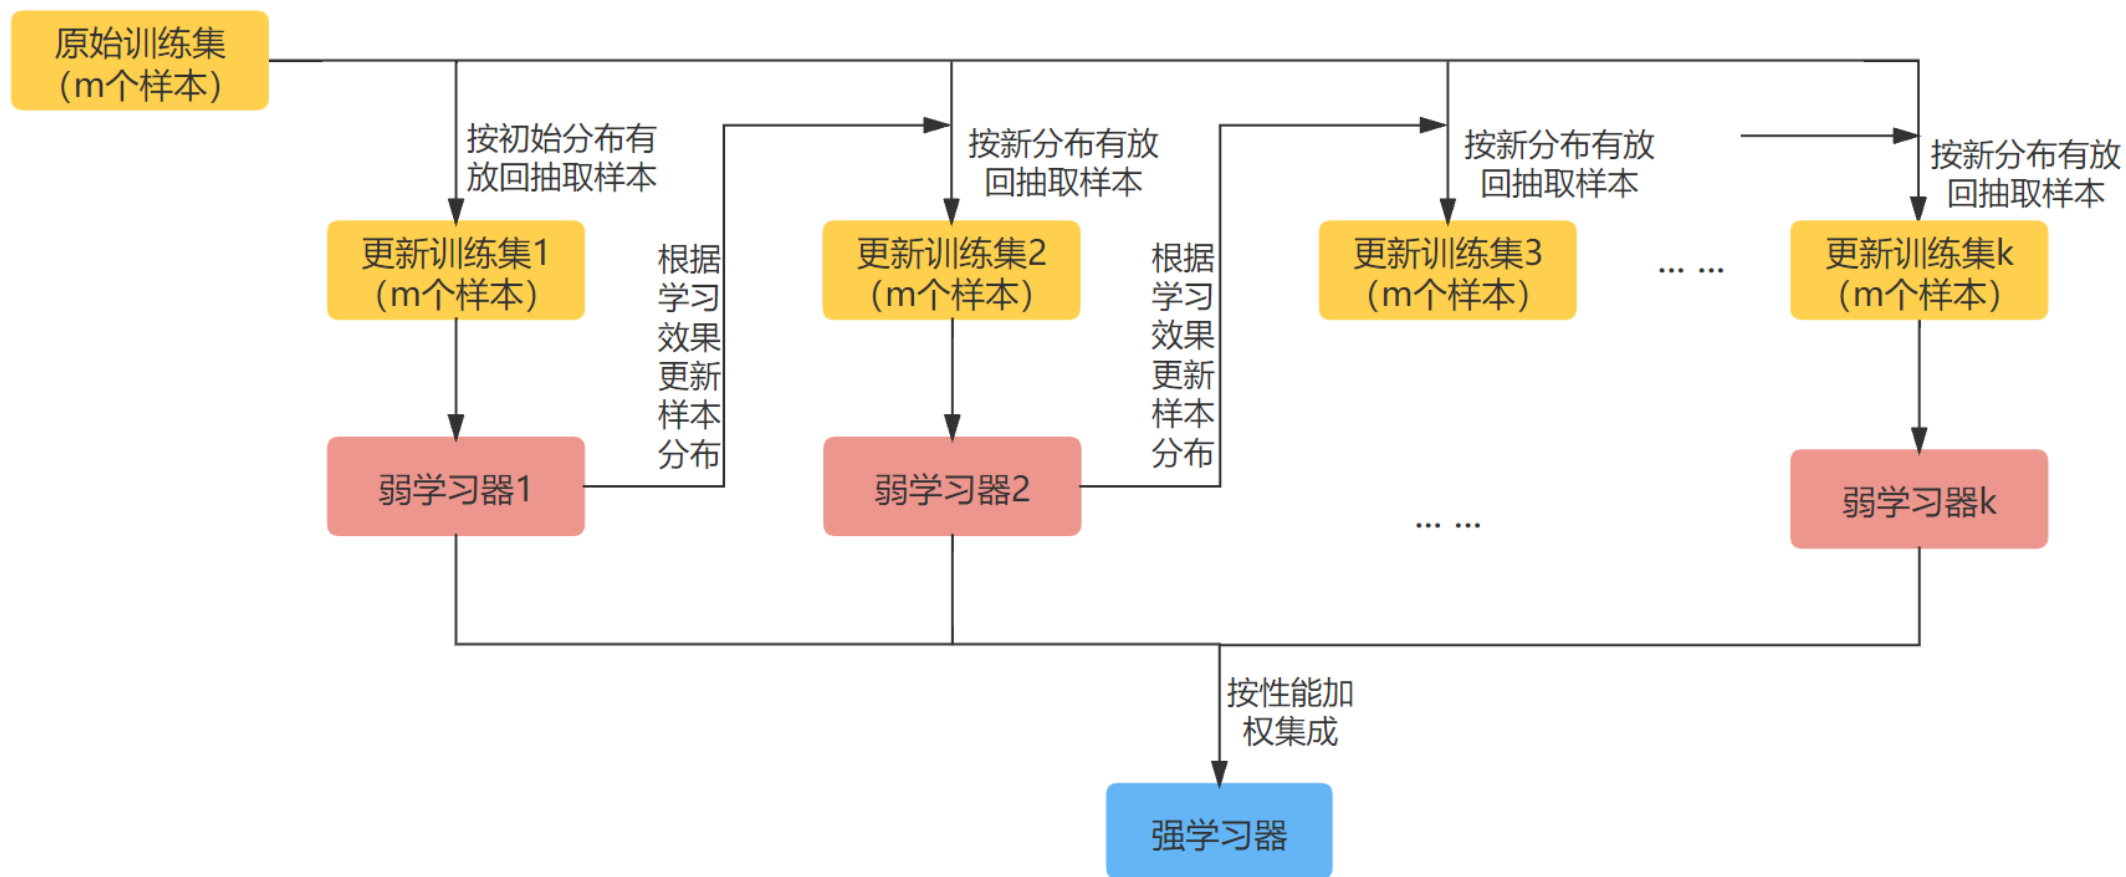 原始训练集
（m个样本）
按初始分布有
放回抽取样本
按新分布有放
回抽取样本
按新分布有放
回抽取样本
按新分布有放
回抽取样本
更新训练集1
（m个样本）
根据
学习
效果
更新
样本
分布
更新训练集2
（m个样本）
根据
学习
效果
更新
样本
分布
更新训练集3
（m个样本）
... ...
更新训练集k
（m个样本）
弱学习器1
弱学习器2
... ...
弱学习器k
按性能加
权集成
强学习器